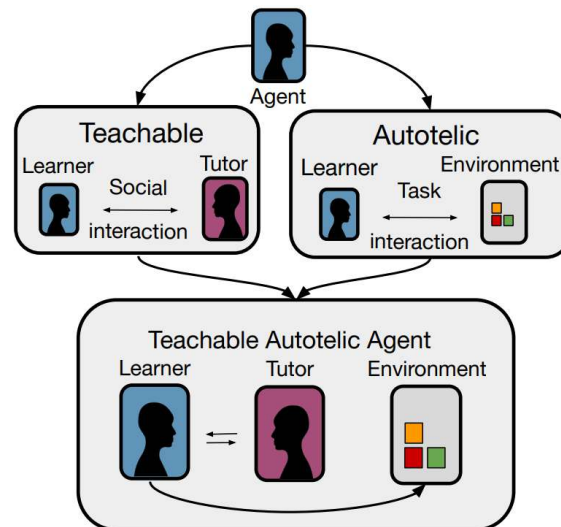 Agent
Teachable
Learner
Tutor
Social
interaction
Autotelic
Learner
Environment
Task
interaction
Teachable Autotelic Agent
Learner
Tutor
Environment